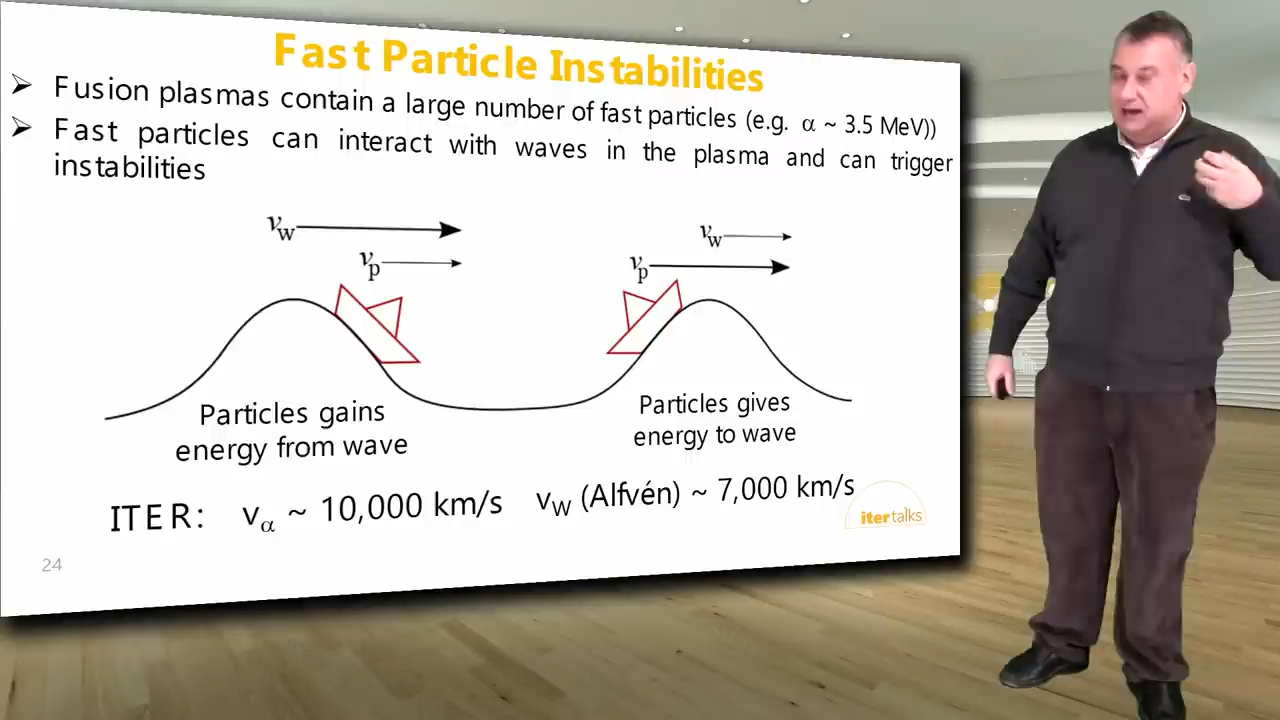 Fast Particle Instabilities
➢ Fusion plasmas contain a large number of fast particles (e.g. α ~ 3.5 MeV))
➢ Fast particles can interact with waves in the plasma and can trigger
instabilities
vw
vp
vw
vp
Particles gains
energy from wave
Particles gives
energy to wave
ITER: vα ~ 10,000 km/s vW (Alfvén) ~ 7,000 km/s
iter talks
24